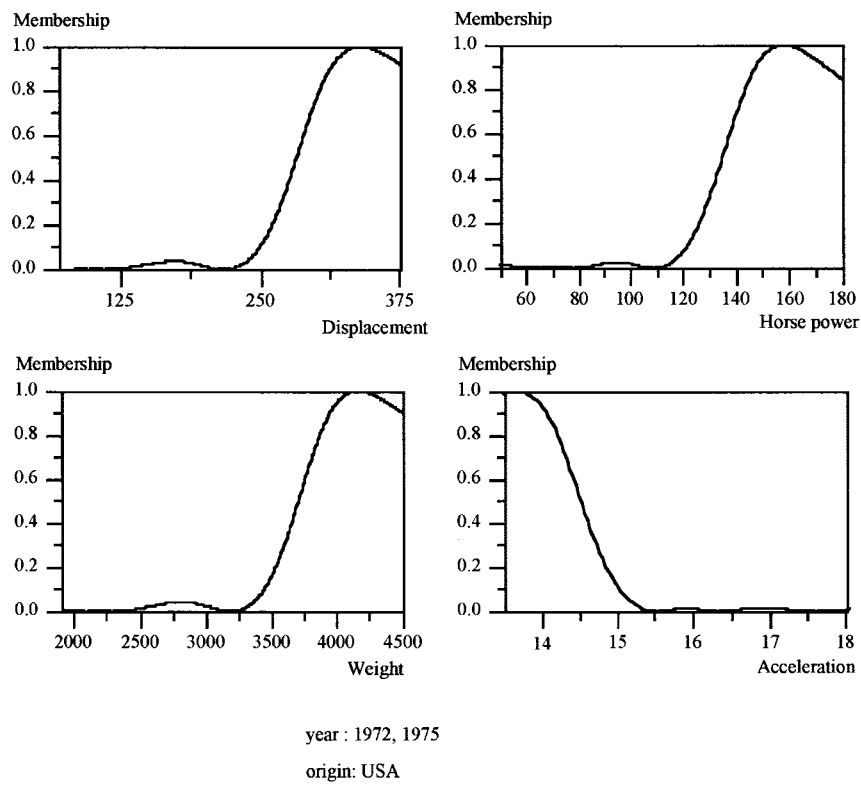 Membership
1.0
0.8
0.6
0.4
0.2
0.0
125 250 375
Displacement
Membership
1.0
0.8
0.6
0.4
0.2
0.0
60 80 100 120 140 160 180
Horse power
Membership
1.0
0.8
0.6
0.4
0.2
0.0
2000 2500 3000 3500 4000 4500
Weight
Membership
1.0
0.8
0.6
0.4
0.2
0.0
14 15 16 17 18
Acceleration
year : 1972, 1975
origin: USA